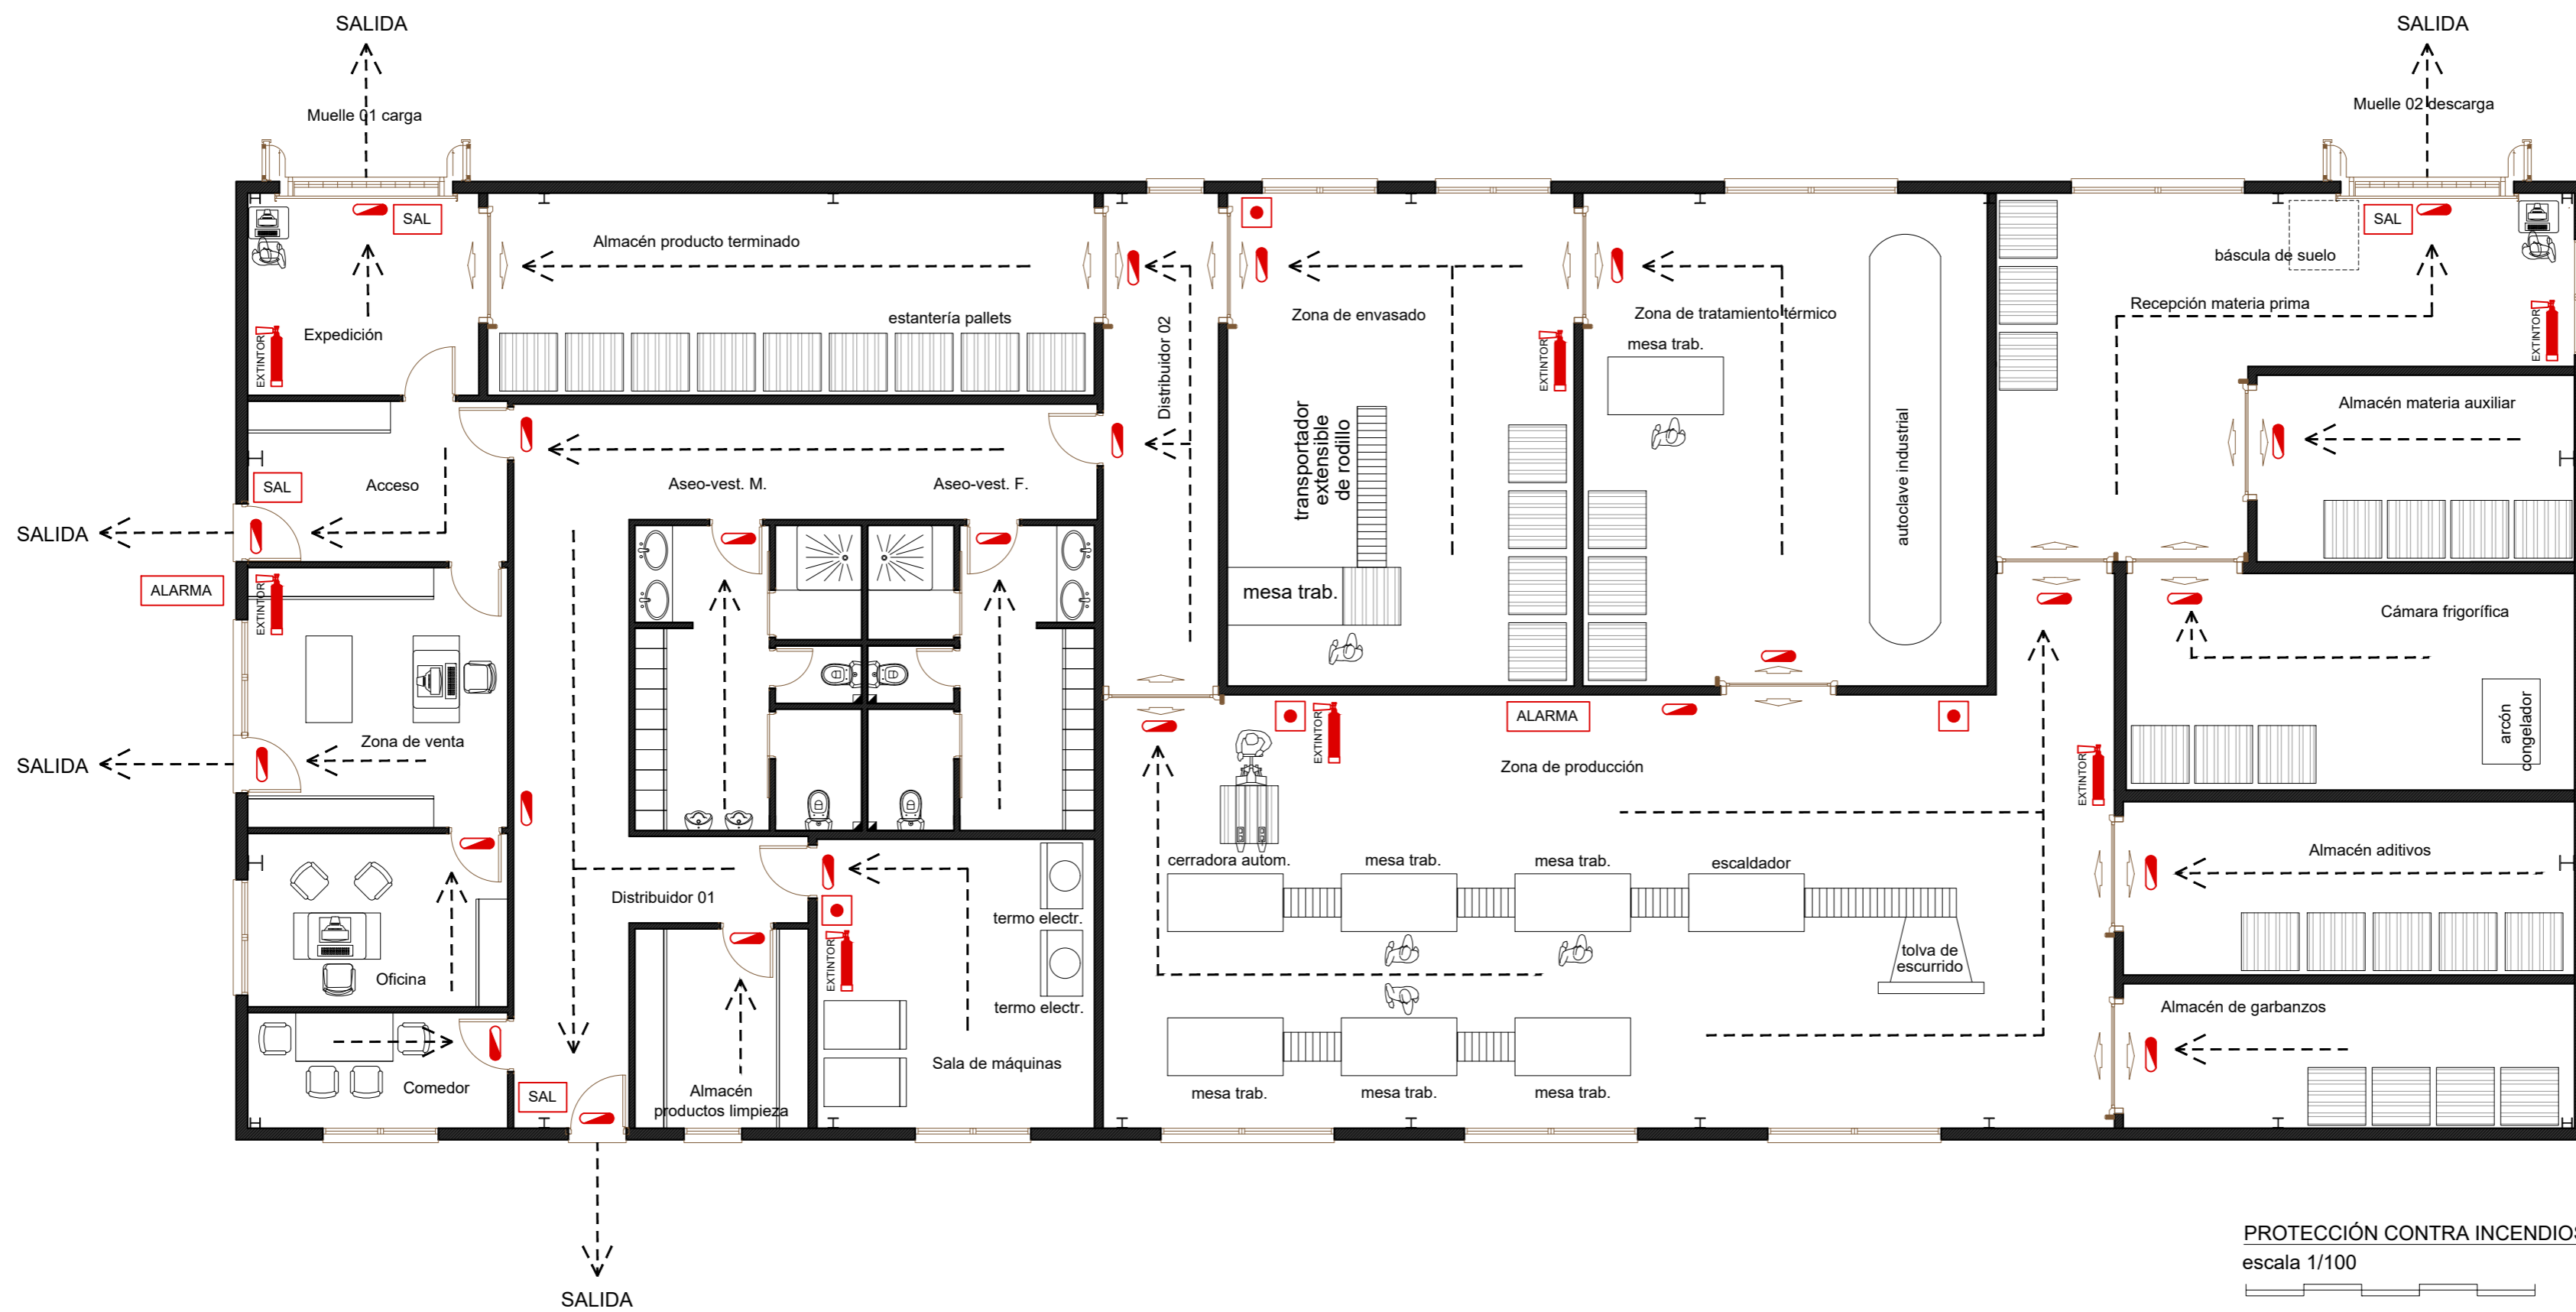 SALIDA
SALIDA
Muelle 01 carga
Muelle 02 descarga
SAL
SAL
Almacén producto terminado
báscula de suelo
Recepción materia prima
Expedición
EXTINTOR
estantería pallets
Distribuidor 02
Zona de envasado
Zona de tratamiento térmico
mesa trab.
EXTINTOR
EXTINTOR
Almacén materia auxiliar
transportador
extensible
de rodillo
autoclave industrial
SAL
Acceso
Aseo-vest. M.
Aseo-vest. F.
SALIDA
ALARMA
EXTINTOR
mesa trab.
Cámara frigorífica
arcón
congelador
Zona de venta
SALIDA
EXTINTOR
ALARMA
Zona de producción
EXTINTOR
cerradora autom.
mesa trab.
mesa trab.
escaldador
Almacén aditivos
Distribuidor 01
termo electr.
EXTINTOR
tolva de
escurrido
Oficina
termo electr.
Almacén de garbanzos
Sala de máquinas
Comedor
SAL
Almacén
productos limpieza
mesa trab.
mesa trab.
mesa trab.
PROTECCIÓN CONTRA INCENDIOS
escala 1/100
SALIDA